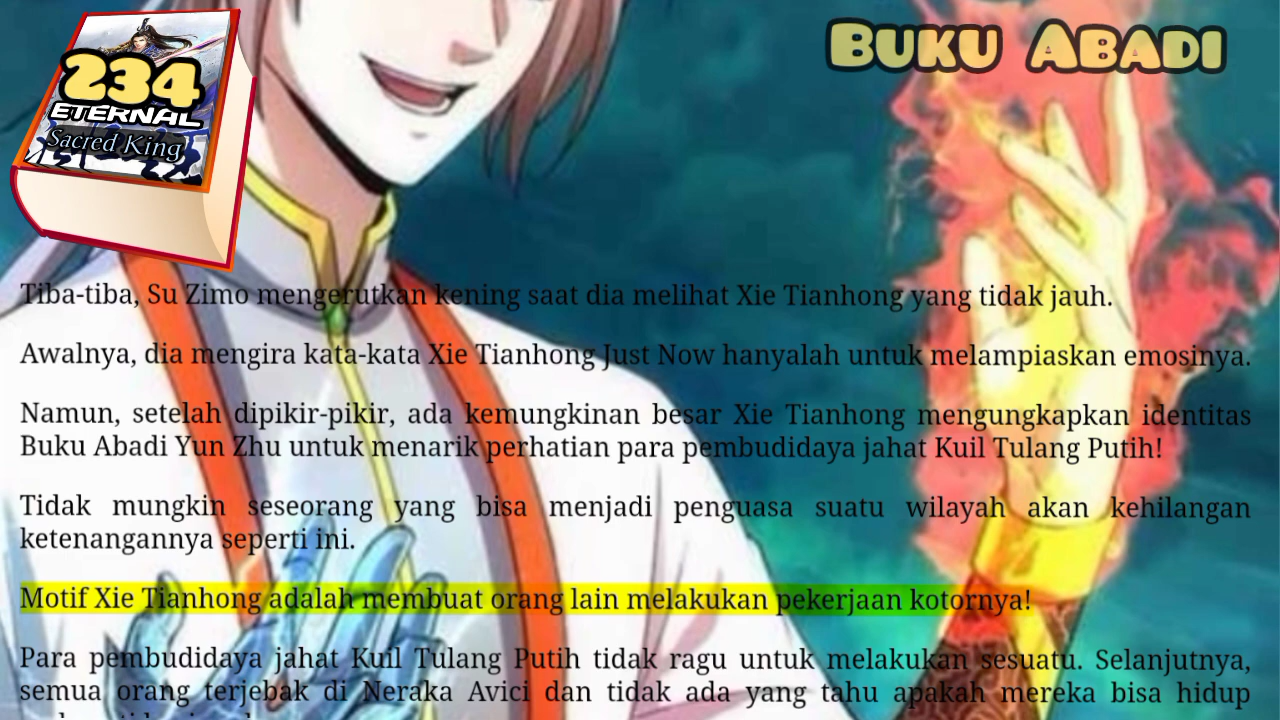 234
ETERNAL
Sacred King
BUKU ABADI
Tiba-tiba, Su Zimo mengerutkan kening saat dia melihat Xie Tianhong yang tidak jauh.
Awalnya, dia mengira kata-kata Xie Tianhong Just Now hanyalah untuk melampiaskan emosinya.
Namun, setelah dipikir-pikir, ada kemungkinan besar Xie Tianhong mengungkapkan identitas
Buku Abadi Yun Zhu untuk menarik perhatian para pembudidaya jahat Kuil Tulang Putih!
Tidak mungkin seseorang yang bisa menjadi penguasa suatu wilayah akan kehilangan
ketenangannya seperti ini.
Motif Xie Tianhong adalah membuat orang lain melakukan pekerjaan kotornya!
Para pembudidaya jahat Kuil Tulang Putih tidak ragu untuk melakukan sesuatu. Selanjutnya,
semua orang terjebak di Neraka Avici dan tidak ada yang tahu apakah mereka bisa hidup